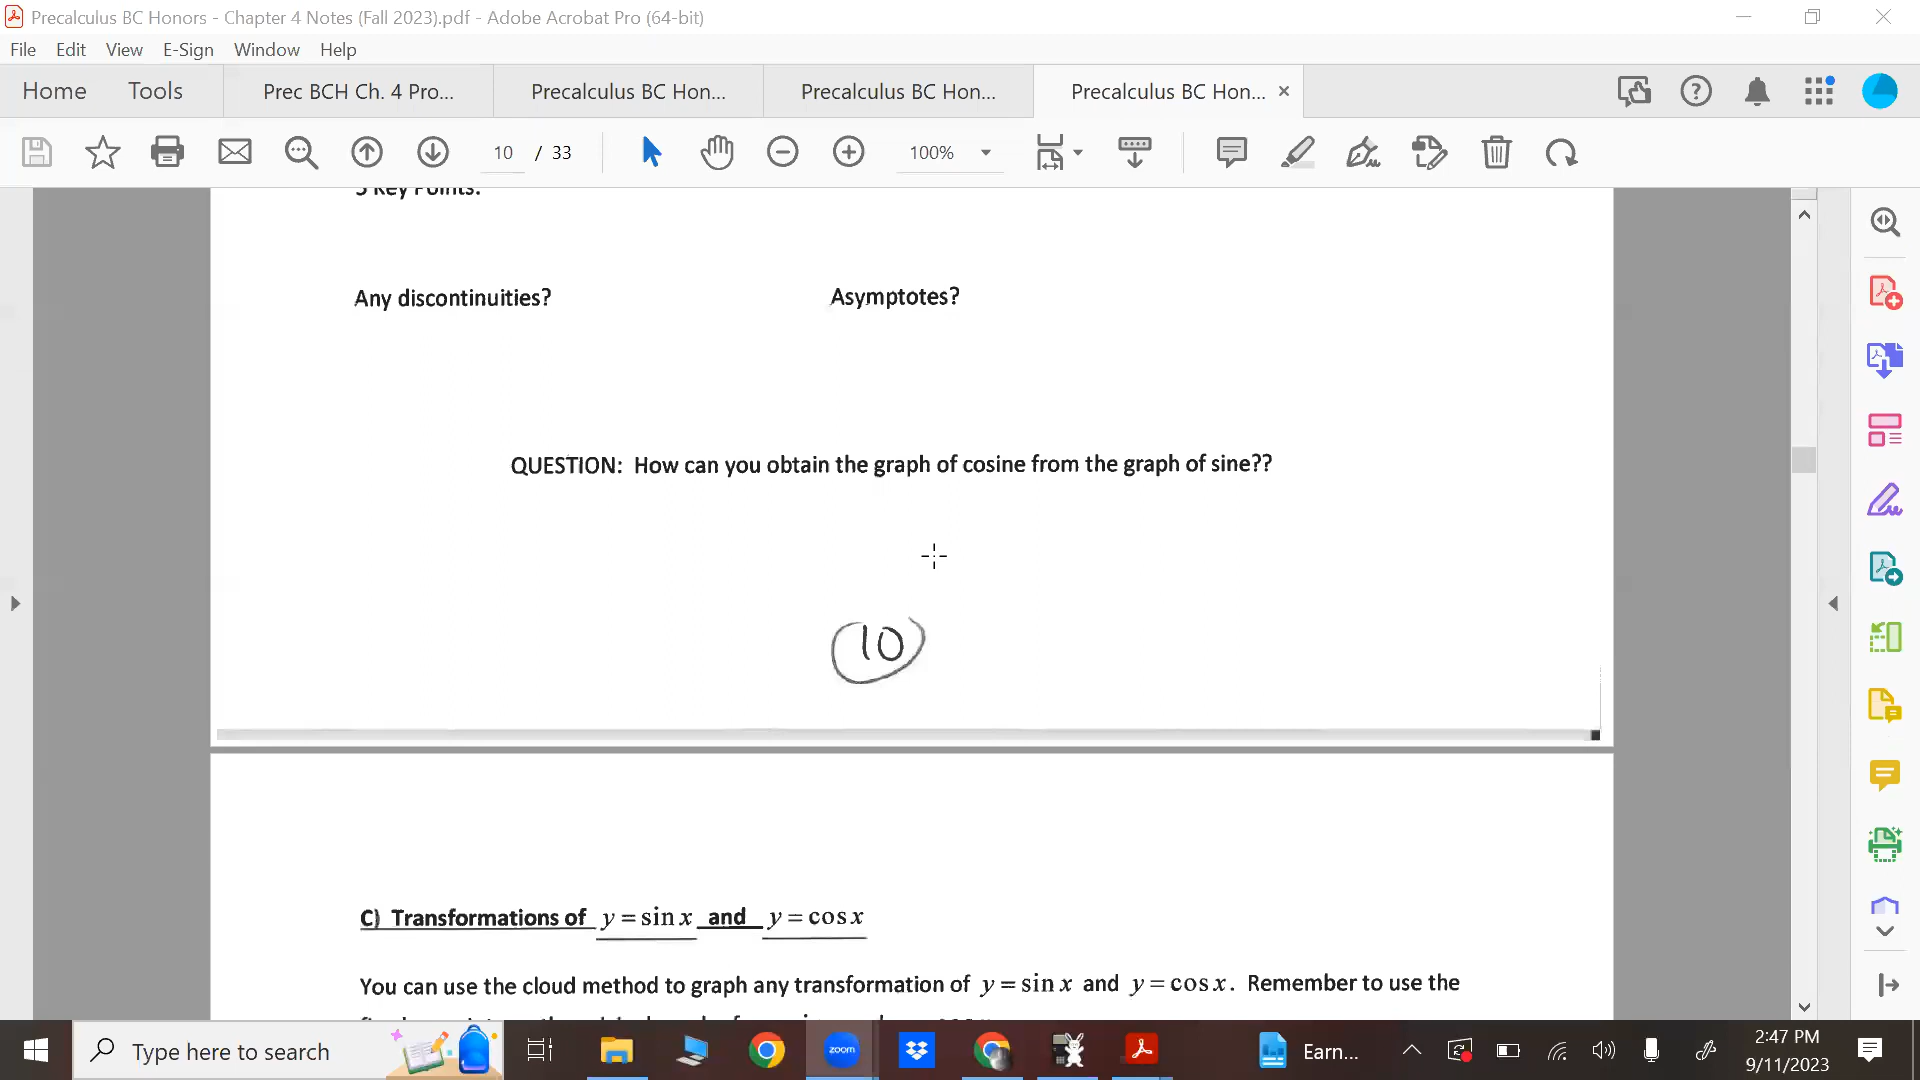 Precalculus BC Honors - Chapter 4 Notes (Fall 2023).pdf - Adobe Acrobat Pro (64-bit)
File Edit View E-Sign Window Help
Home Tools Prec BCH Ch. 4 Pro... Precalculus BC Hon... Precalculus BC Hon... Precalculus BC Hon... ×
10 / 33 100%
5 Key Points:
Any discontinuities? Asymptotes?
QUESTION: How can you obtain the graph of cosine from the graph of sine??
10
C) Transformations of y = sin x and y = cos x
You can use the cloud method to graph any transformation of y = sin x and y = cos x. Remember to use the
Type here to search zoom Earn... 2:47 PM
9/11/2023